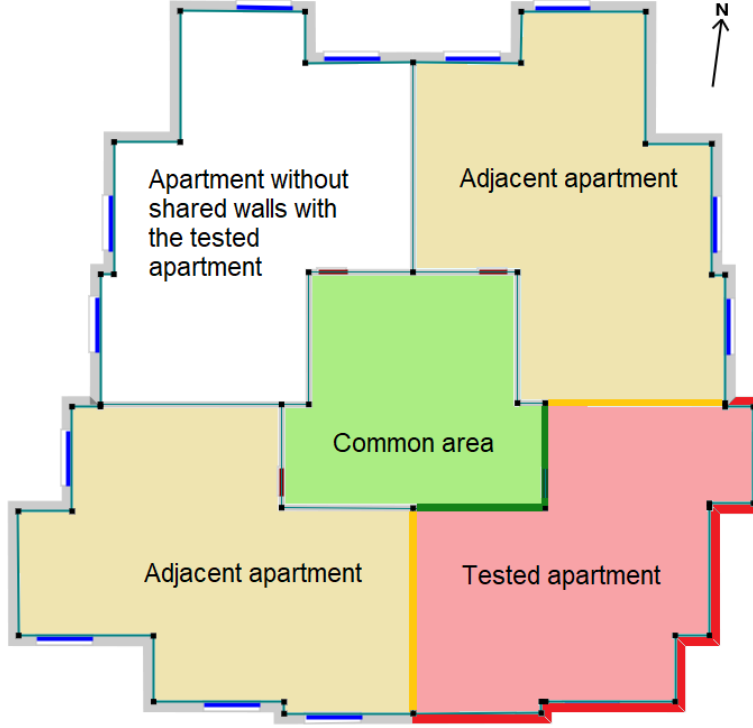 N
Apartment without
shared walls with
the tested
apartment
Adjacent apartment
Common area
Adjacent apartment
Tested apartment